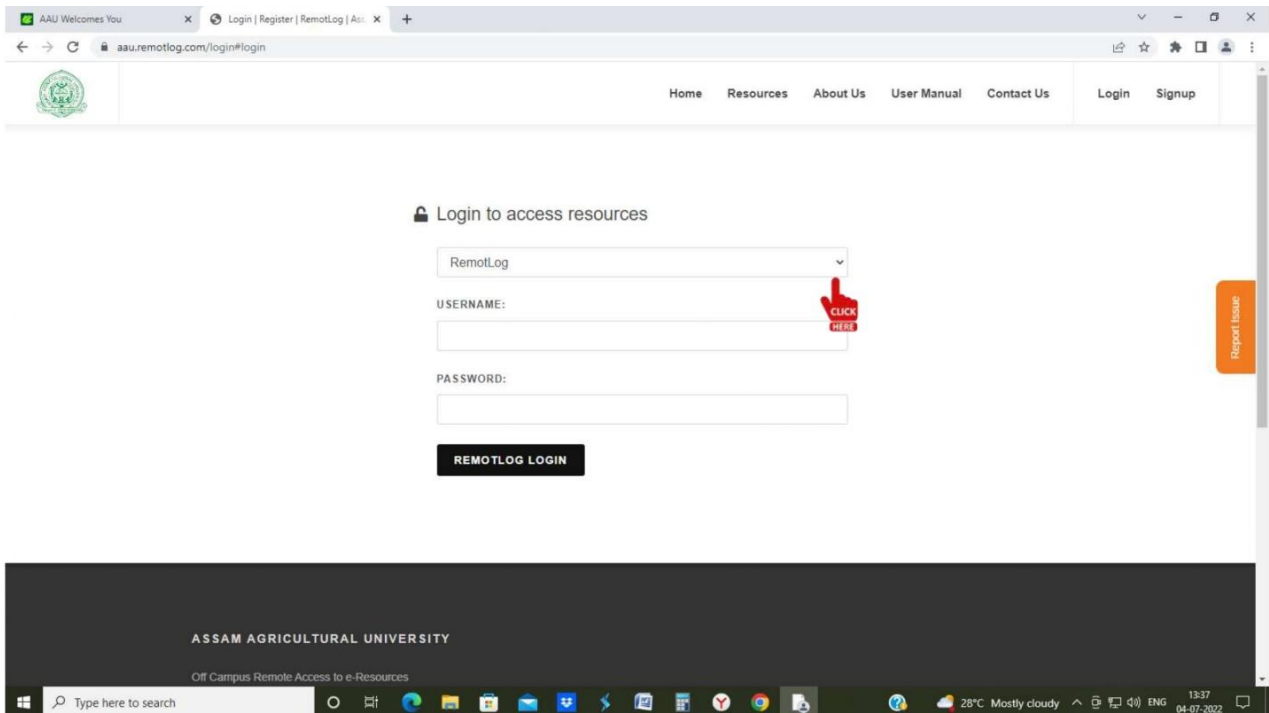 AAU Welcomes You
Login | Register | RemotLog | Ass
aau.remotlog.com/login#login
Home Resources About Us User Manual Contact Us Login Signup
Login to access resources
RemotLog
CLICK
HERE
USERNAME:
PASSWORD:
REMOTLOG LOGIN
Report Issue
ASSAM AGRICULTURAL UNIVERSITY
Off Campus Remote Access to e-Resources
Type here to search
28°C Mostly cloudy ENG 13:37
04-07-2022